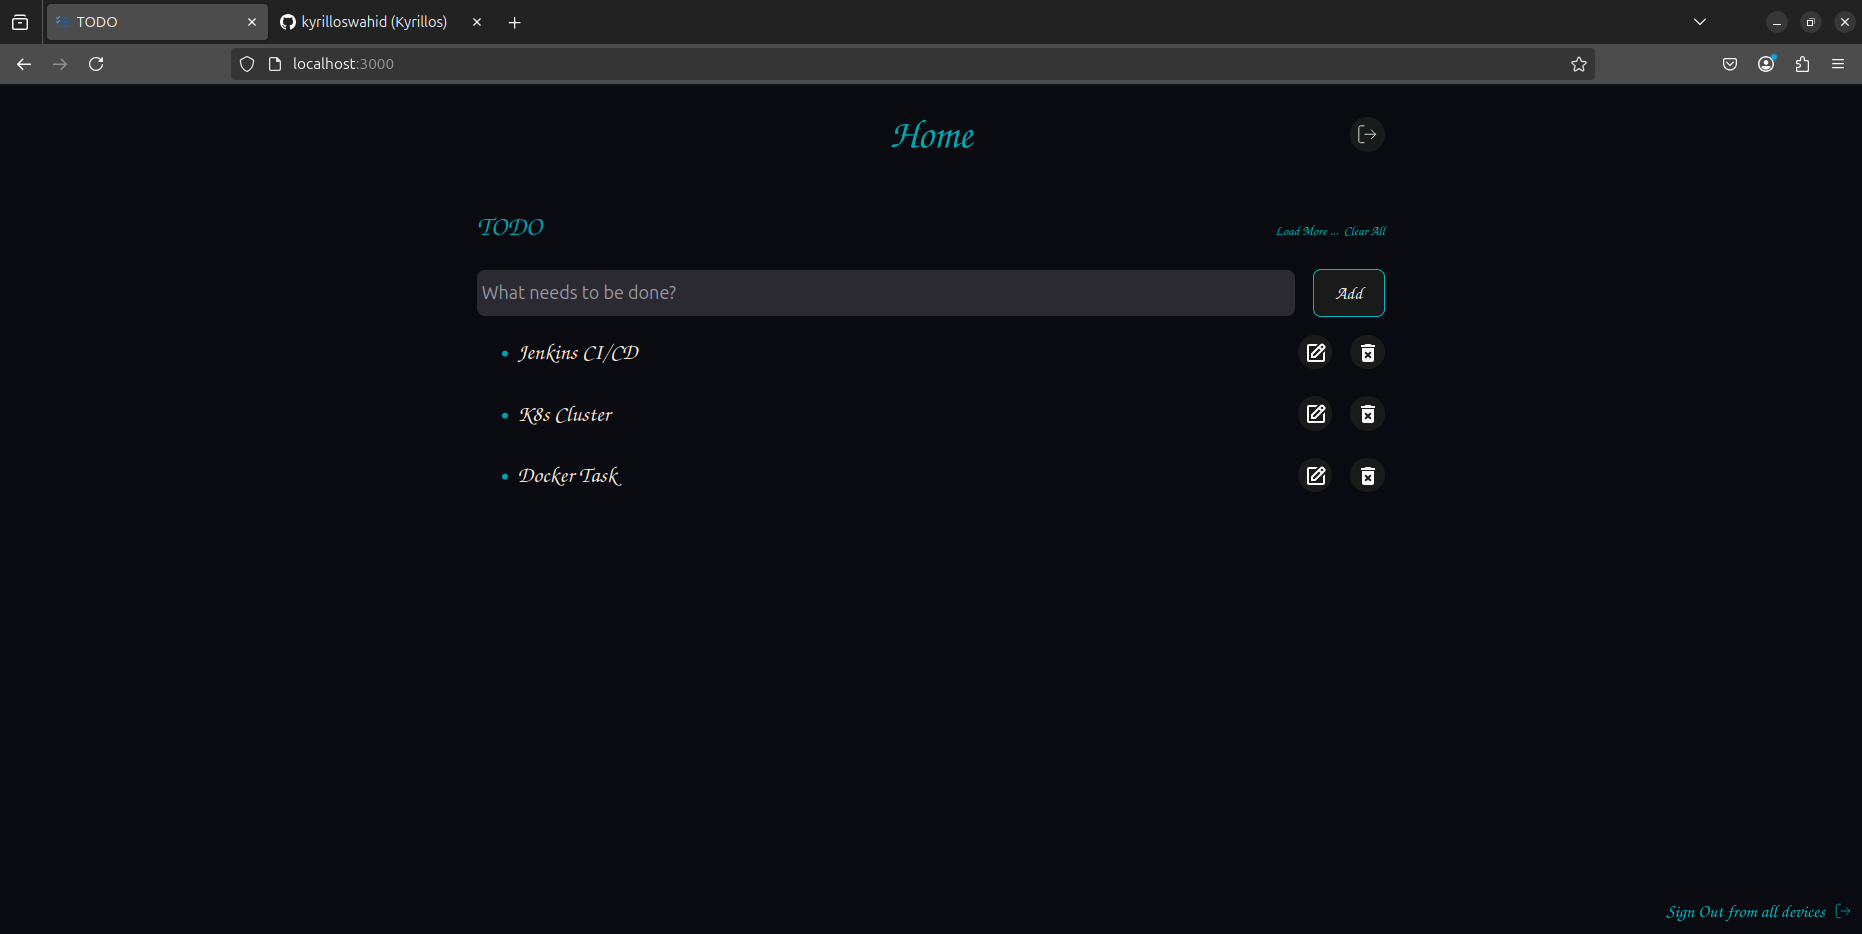 TODO
kyrilloswahid (Kyrillos)
localhost:3000
Home
TODO
Load More ... Clear All
What needs to be done?
Add
Jenkins CI/CD
K8s Cluster
Docker Task
Sign Out from all devices